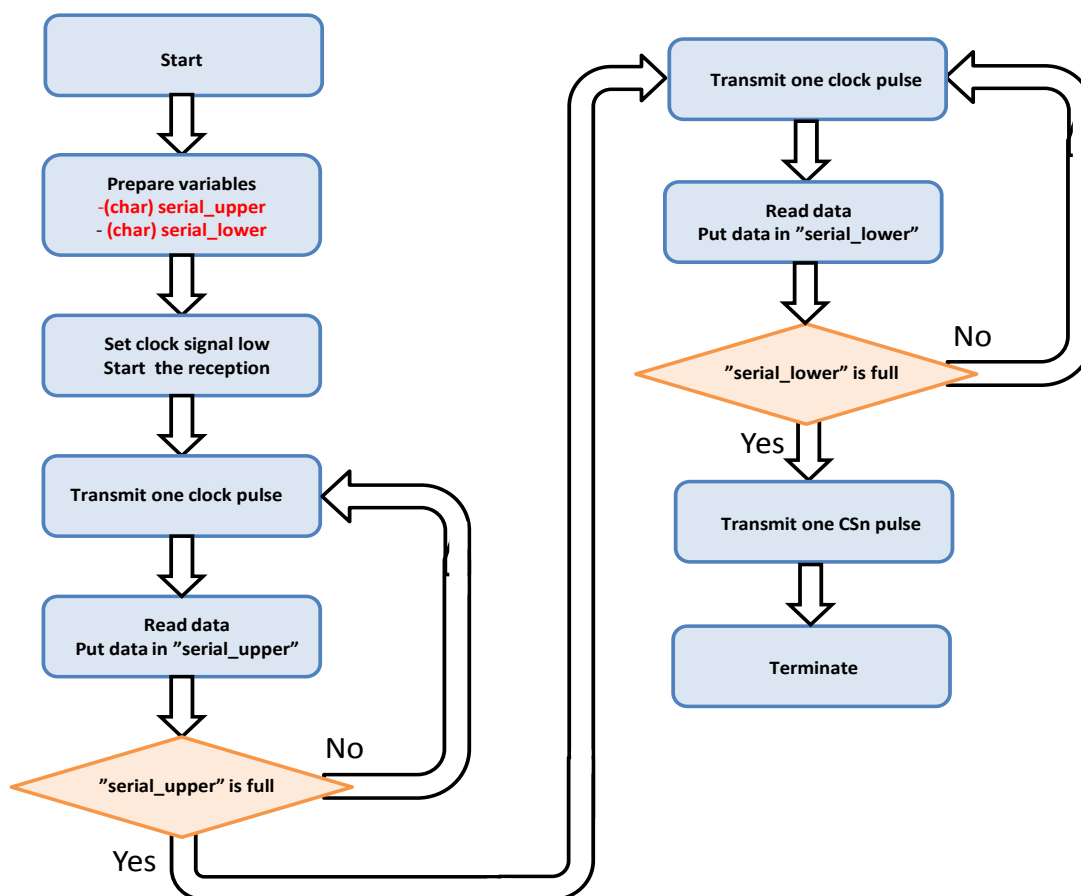 Start
Prepare variables
-(char) serial_upper
- (char) serial_lower
Set clock signal low
Start the reception
Transmit one clock pulse
Read data
Put data in ”serial_upper”
”serial_upper” is full
No
Yes
Transmit one clock pulse
Read data
Put data in ”serial_lower”
”serial_lower” is full
No
Yes
Transmit one CSn pulse
Terminate